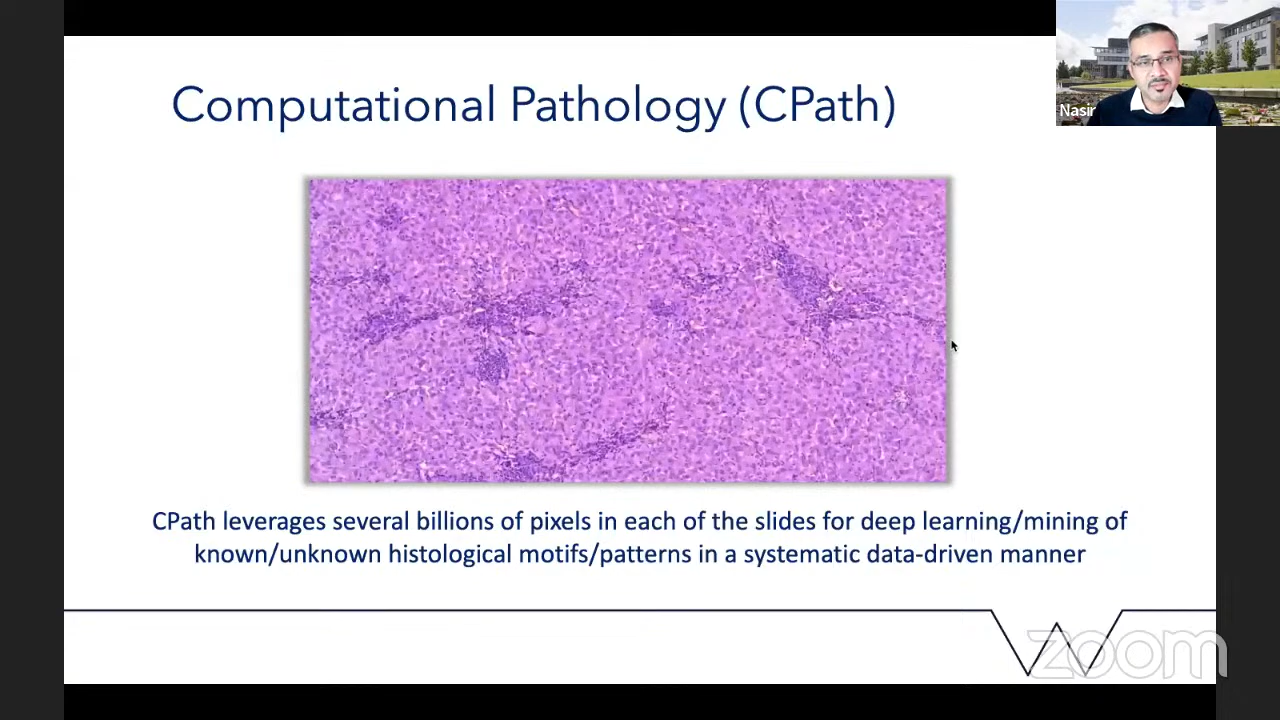 Computational Pathology (CPath)
Nasir
CPath leverages several billions of pixels in each of the slides for deep learning/mining of
known/unknown histological motifs/patterns in a systematic data-driven manner
zoom